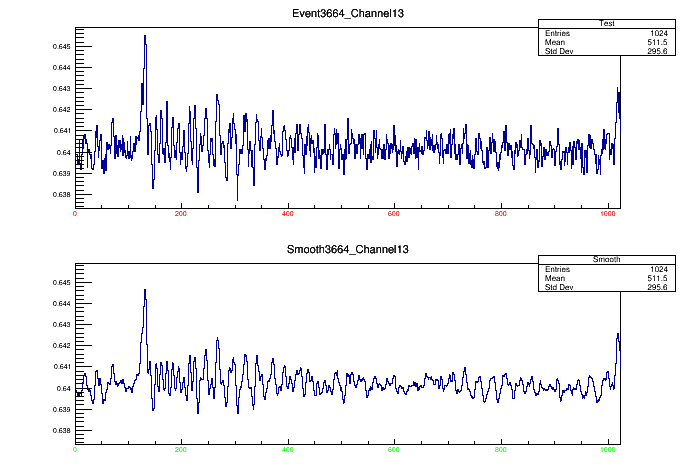 Event3664_Channel13
Test
Entries 1024
Mean 511.5
Std Dev 295.6
0.645
0.644
0.643
0.642
0.641
0.64
0.639
0.638
0 200 400 600 800 1000
Smooth3664_Channel13
Smooth
Entries 1024
Mean 511.5
Std Dev 295.6
0.645
0.644
0.643
0.642
0.641
0.64
0.639
0.638
0 200 400 600 800 1000